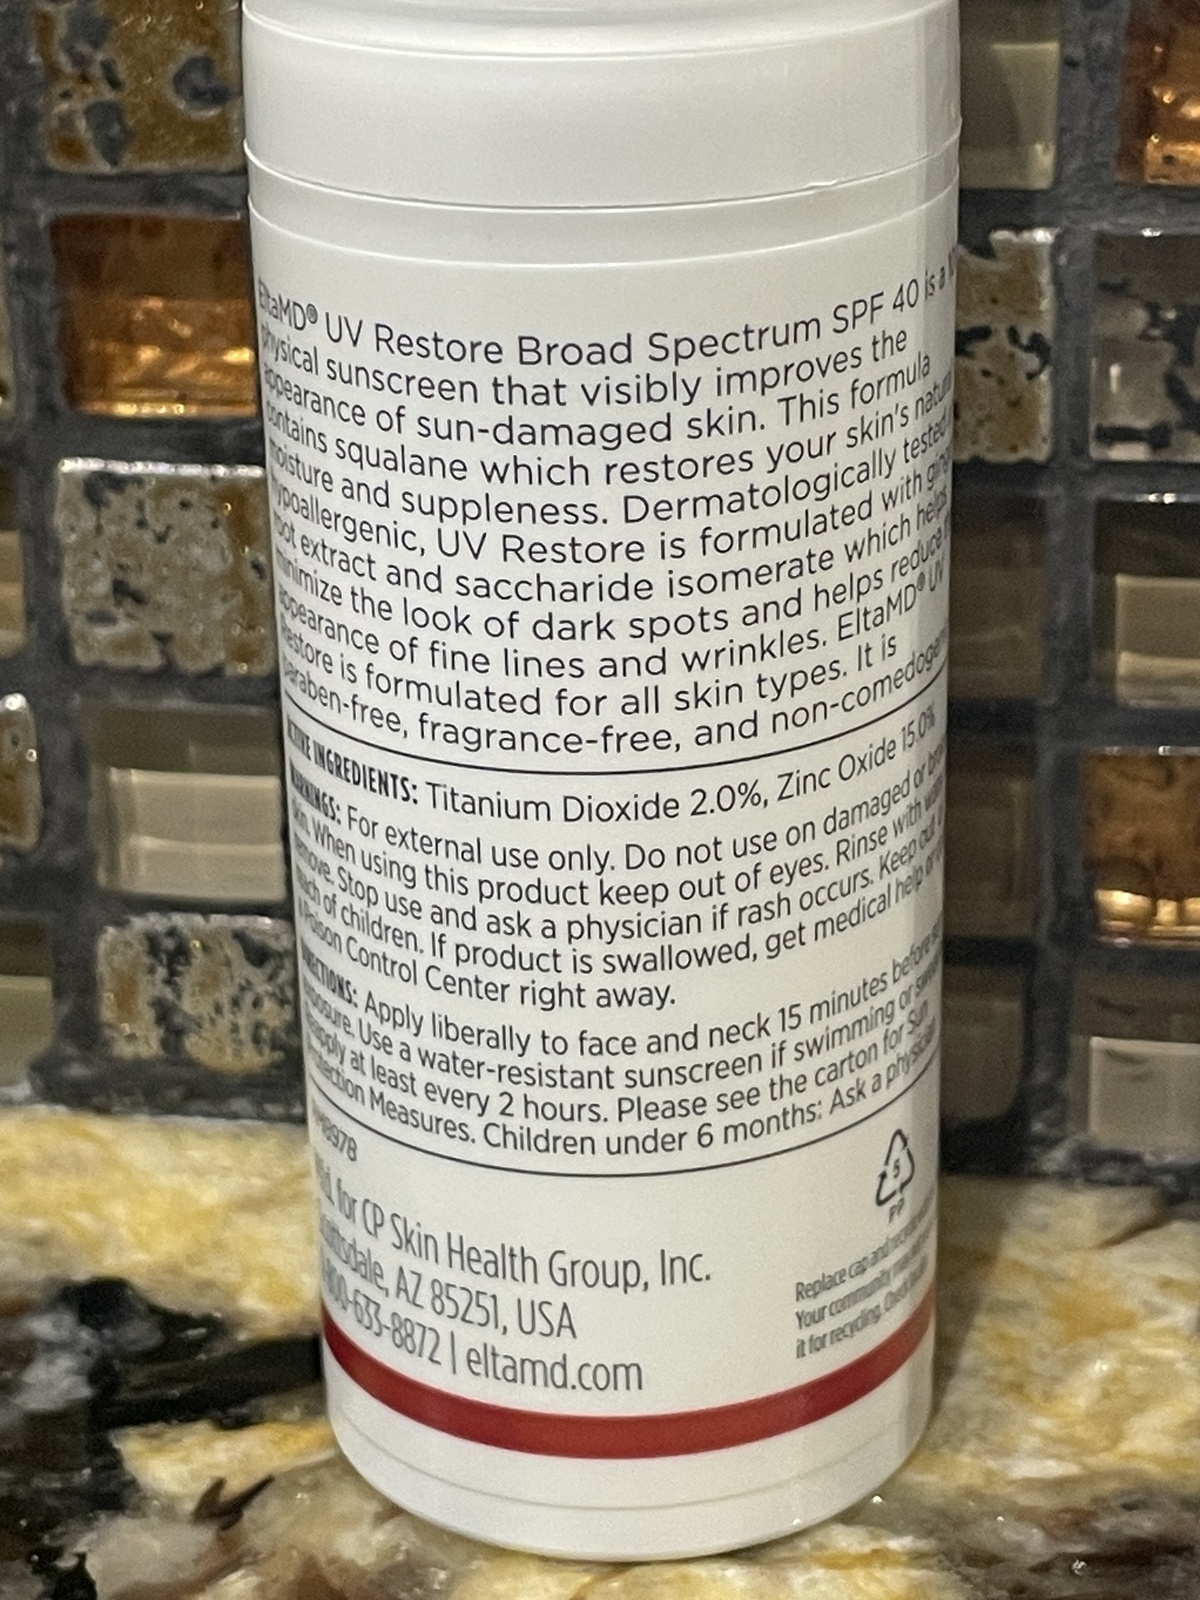 EltaMD® UV Restore Broad Spectrum SPF 40 is a
physical sunscreen that visibly improves the
appearance of sun-damaged skin. This formula
contains squalane which restores your skin's natural
moisture and suppleness. Dermatologically tested
hypoallergenic, UV Restore is formulated with ginger
root extract and saccharide isomerate which helps
minimize the look of dark spots and helps reduce
appearance of fine lines and wrinkles. EltaMD® UV
Restore is formulated for all skin types. It is
paraben-free, fragrance-free, and non-comedogenic
ACTIVE INGREDIENTS: Titanium Dioxide 2.0%, Zinc Oxide 15.0%
WARNINGS: For external use only. Do not use on damaged or broken
skin. When using this product keep out of eyes. Rinse with water
remove. Stop use and ask a physician if rash occurs. Keep out
reach of children. If product is swallowed, get medical help or
Poison Control Center right away.
DIRECTIONS: Apply liberally to face and neck 15 minutes before
exposure. Use a water-resistant sunscreen if swimming or
Reapply at least every 2 hours. Please see the carton for Sun
Protection Measures. Children under 6 months: Ask a physician
5
PP
for CP Skin Health Group, Inc.
Scottsdale, AZ 85251, USA
1-800-633-8872 | eltamd.com
Replace cap and
Your community
it for recycling.